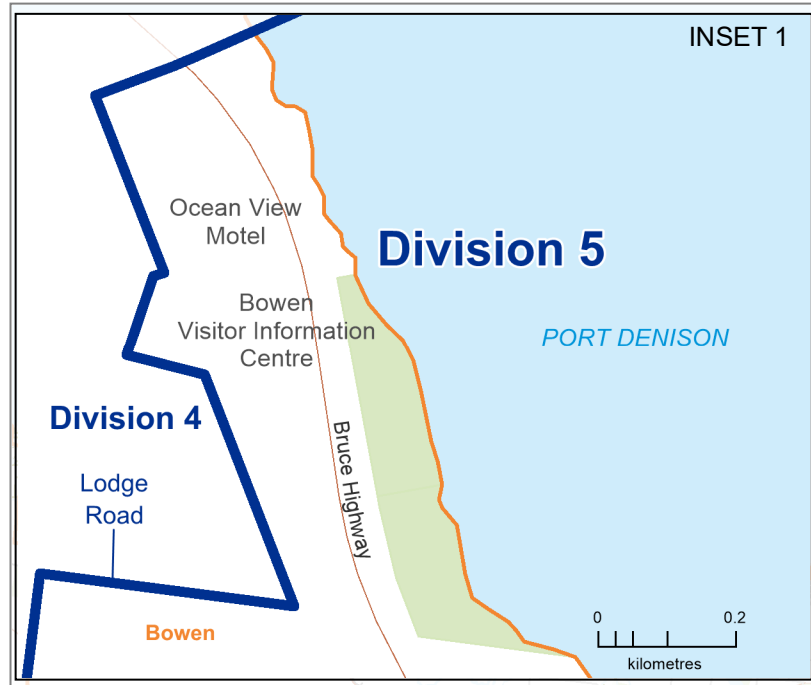 INSET 1
Ocean View
Motel
Division 5
Bowen
Visitor Information
Centre
PORT DENISON
Division 4
Bruce Highway
Lodge
Road
Bowen
0 0.2
kilometres